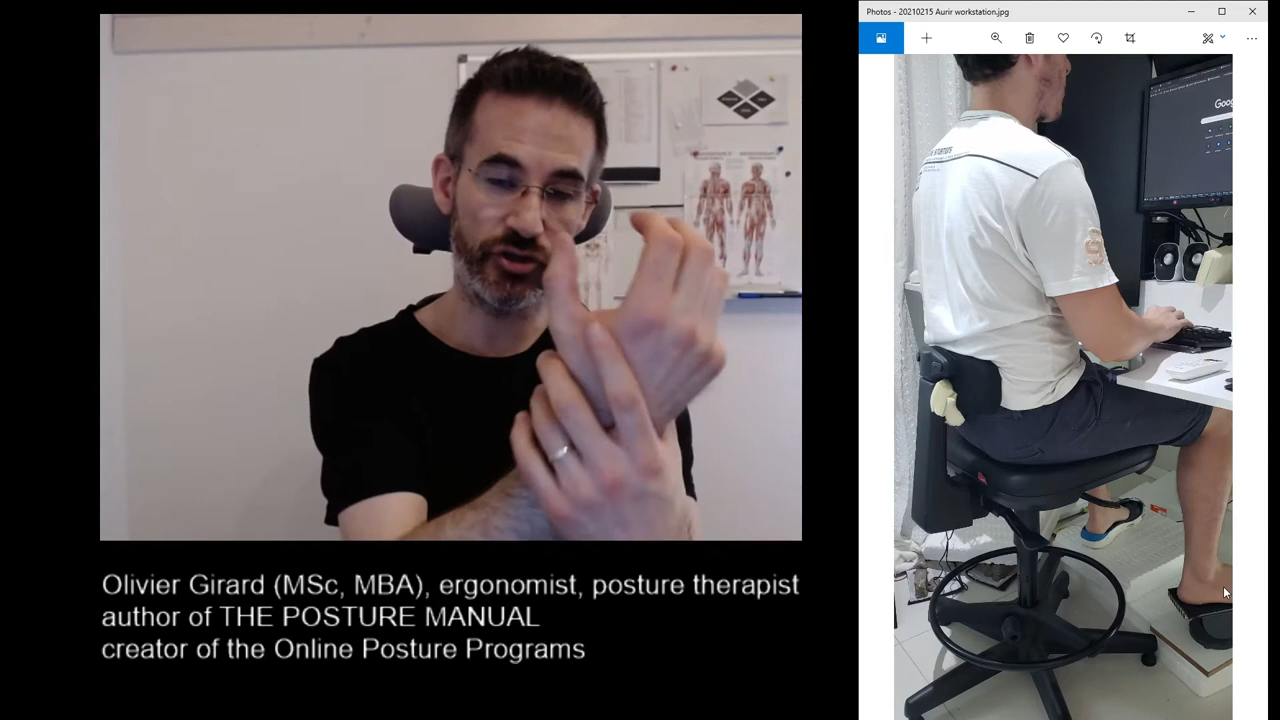 Photos - 20210215 Aurir workstation.jpg
Olivier Girard (MSc, MBA), ergonomist, posture therapist
author of THE POSTURE MANUAL
creator of the Online Posture Programs